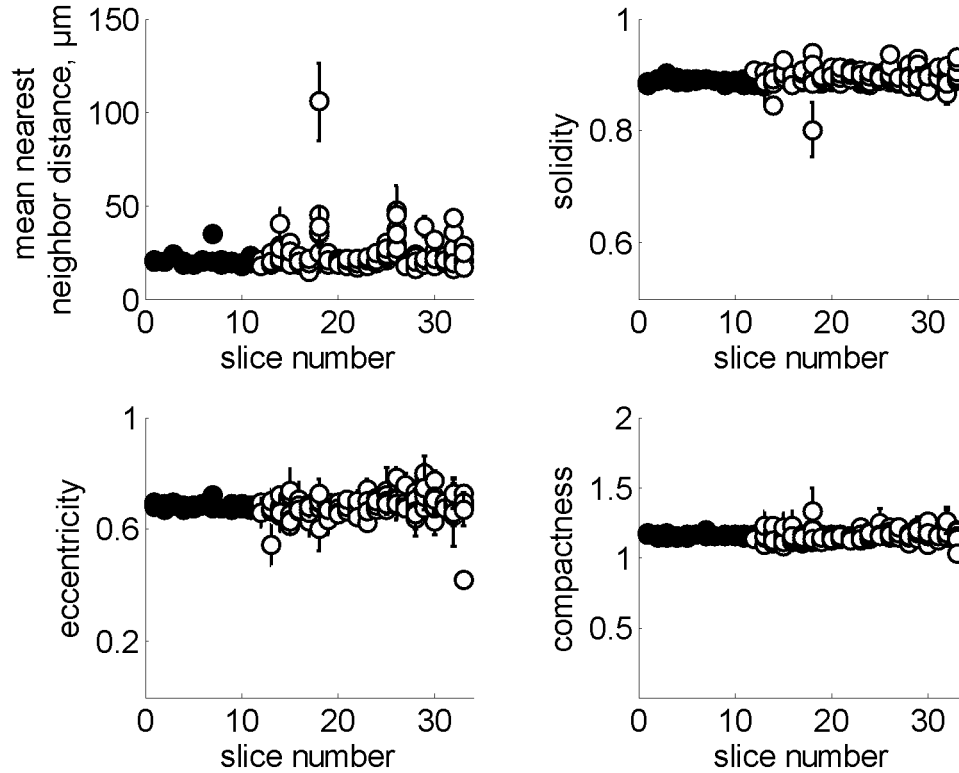 mean nearest
neighbor distance, µm
150
100
50
0
0 10 20 30
slice number
solidity
1
0.8
0.6
0 10 20 30
slice number
eccentricity
1
0.6
0.2
0 10 20 30
slice number
compactness
2
1.5
1
0.5
0 10 20 30
slice number